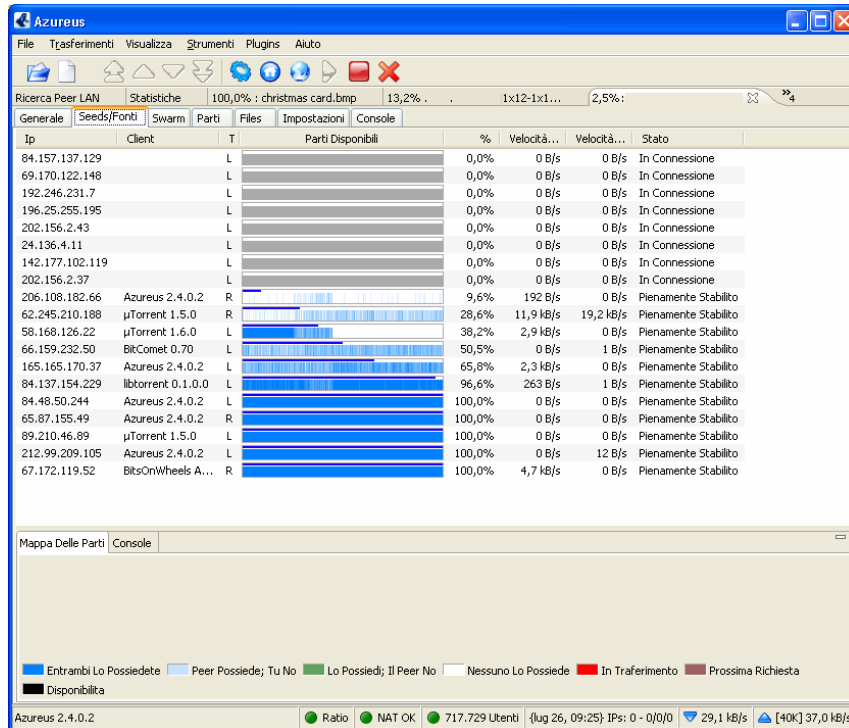 Azureus
File Trasferimenti Visualizza Strumenti Plugins Aiuto
Ricerca Peer LAN Statistiche 100,0% : christmas card.bmp 13,2% . . 1x12-1x1... 2,5%: »4
Generale Seeds/Fonti Swarm Parti Files Impostazioni Console
Ip Client T Parti Disponibili % Velocità... Velocità... Stato
84.157.137.129 L 0,0% 0 B/s 0 B/s In Connessione
69.170.122.148 L 0,0% 0 B/s 0 B/s In Connessione
192.246.231.7 L 0,0% 0 B/s 0 B/s In Connessione
196.25.255.195 L 0,0% 0 B/s 0 B/s In Connessione
202.156.2.43 L 0,0% 0 B/s 0 B/s In Connessione
24.136.4.11 L 0,0% 0 B/s 0 B/s In Connessione
142.177.102.119 L 0,0% 0 B/s 0 B/s In Connessione
202.156.2.37 L 0,0% 0 B/s 0 B/s In Connessione
206.108.182.66 Azureus 2.4.0.2 R 9,6% 192 B/s 0 B/s Pienamente Stabilito
62.245.210.188 µTorrent 1.5.0 R 28,6% 11,9 kB/s 19,2 kB/s Pienamente Stabilito
58.168.126.22 µTorrent 1.6.0 L 38,2% 2,9 kB/s 0 B/s Pienamente Stabilito
66.159.232.50 BitComet 0.70 L 50,5% 0 B/s 1 B/s Pienamente Stabilito
165.165.170.37 Azureus 2.4.0.2 L 65,8% 2,3 kB/s 0 B/s Pienamente Stabilito
84.137.154.229 libtorrent 0.1.0.0 L 96,6% 263 B/s 1 B/s Pienamente Stabilito
84.48.50.244 Azureus 2.4.0.2 L 100,0% 0 B/s 0 B/s Pienamente Stabilito
65.87.155.49 Azureus 2.4.0.2 R 100,0% 0 B/s 0 B/s Pienamente Stabilito
89.210.46.89 µTorrent 1.5.0 L 100,0% 0 B/s 0 B/s Pienamente Stabilito
212.99.209.105 Azureus 2.4.0.2 L 100,0% 0 B/s 12 B/s Pienamente Stabilito
67.172.119.52 BitsOnWheels A... R 100,0% 4,7 kB/s 0 B/s Pienamente Stabilito
Mappa Delle Parti Console
Entrambi Lo Possiedete Peer Possiede; Tu No Lo Possiedi; Il Peer No Nessuno Lo Possiede In Traferimento Prossima Richiesta
Disponibilita
Azureus 2.4.0.2 Ratio NAT OK 717.729 Utenti {lug 26, 09:25} IPs: 0 - 0/0/0 29,1 kB/s [40K] 37,0 kB/s